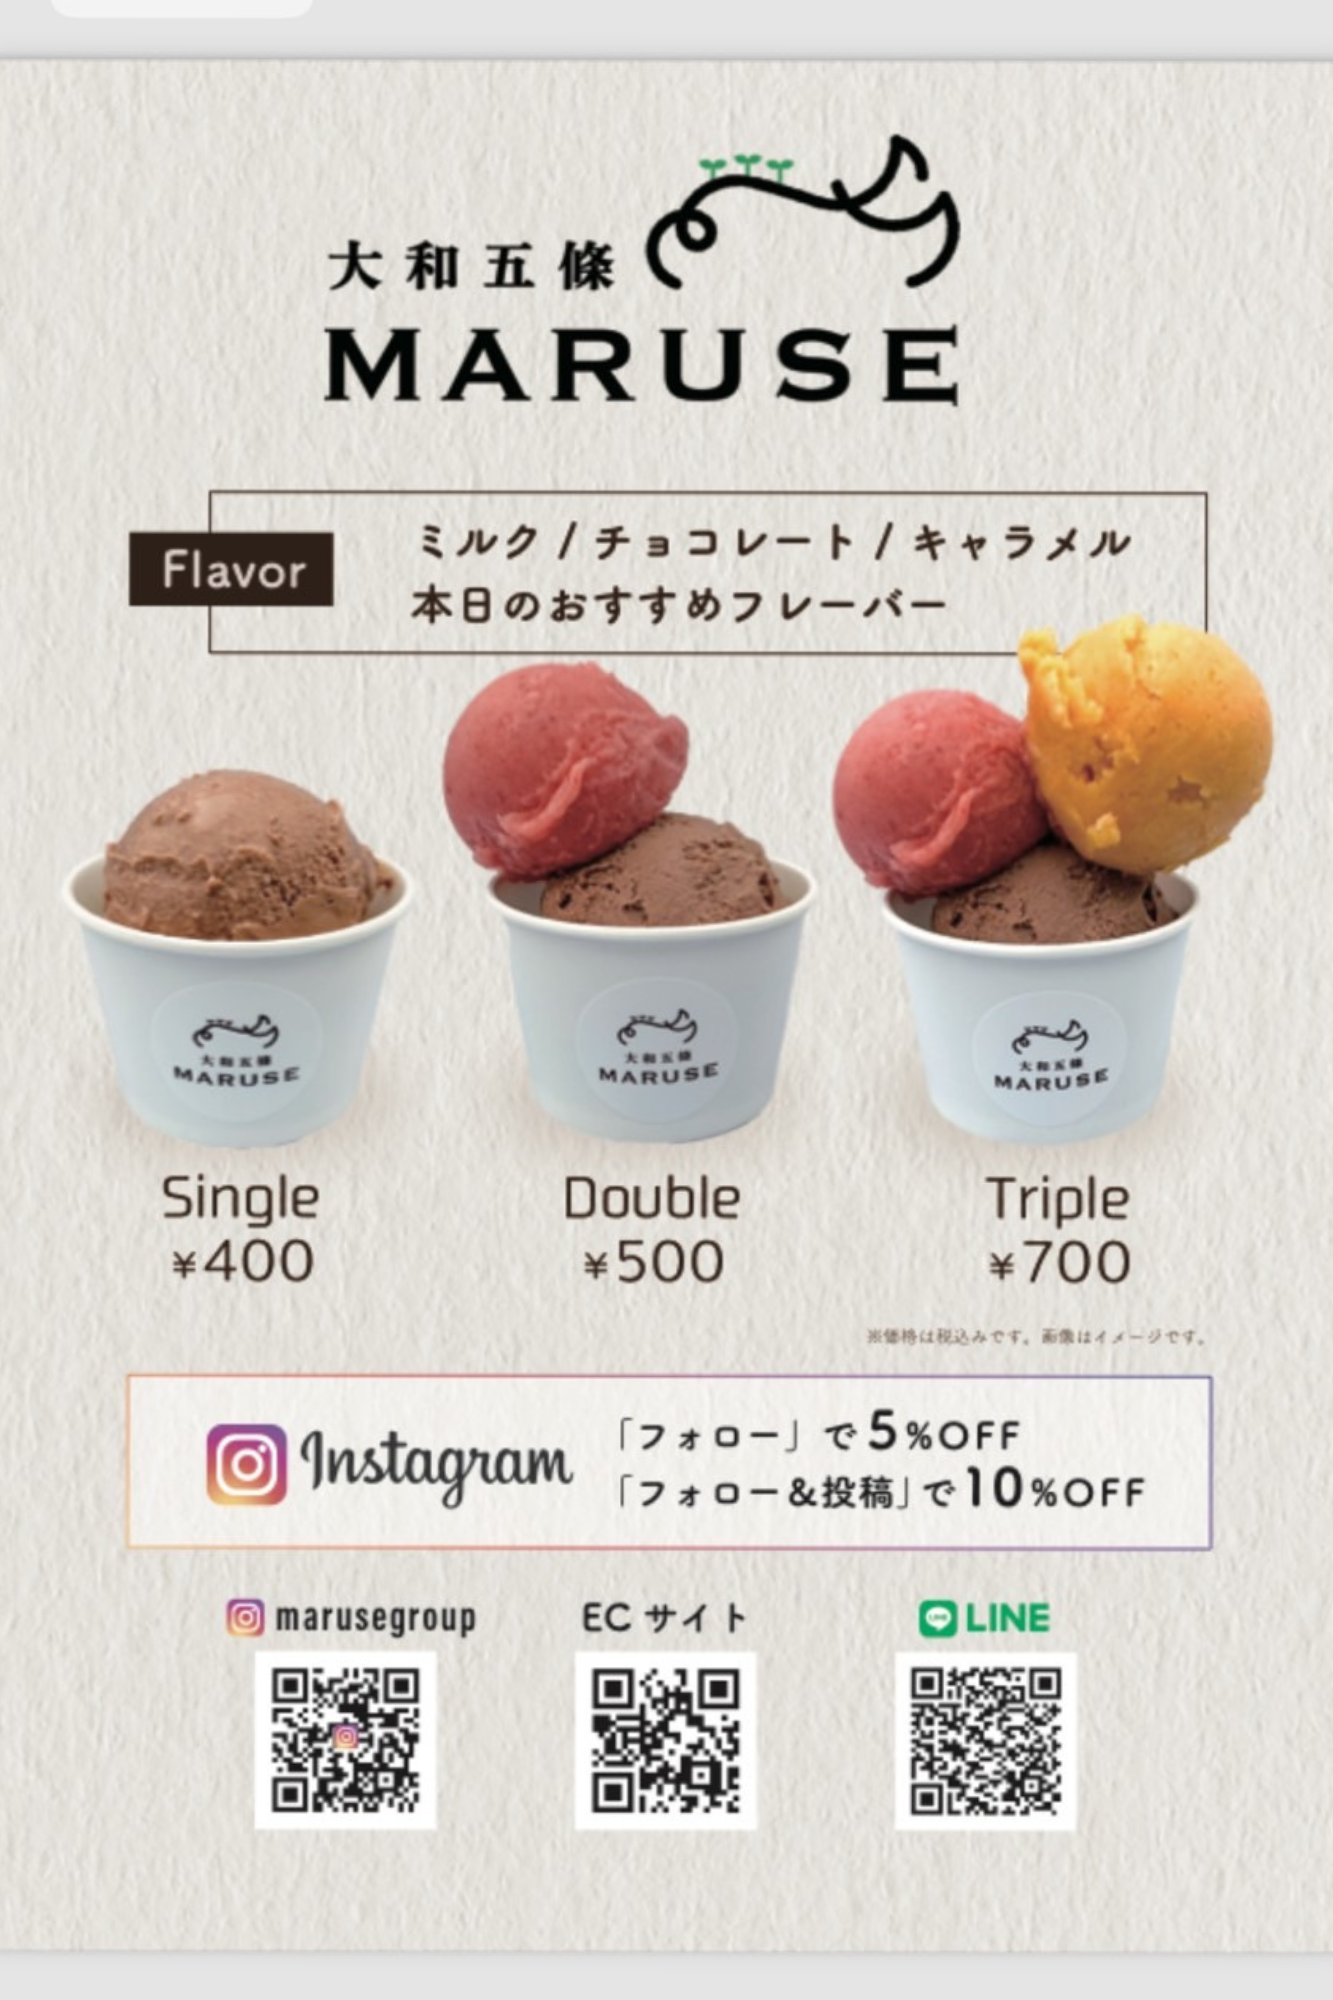 大和五條
MARUSE
Flavor
ミルク / チョコレート / キャラメル
本日のおすすめフレーバー
大和五條
MARUSE
大和五條
MARUSE
大和五條
MARUSE
Single
¥400
Double
¥500
Triple
¥700
※価格は税込みです。画像はイメージです。
Instagram
「フォロー」で5%OFF
「フォロー&投稿」で10%OFF
marusegroup
ECサイト
LINE